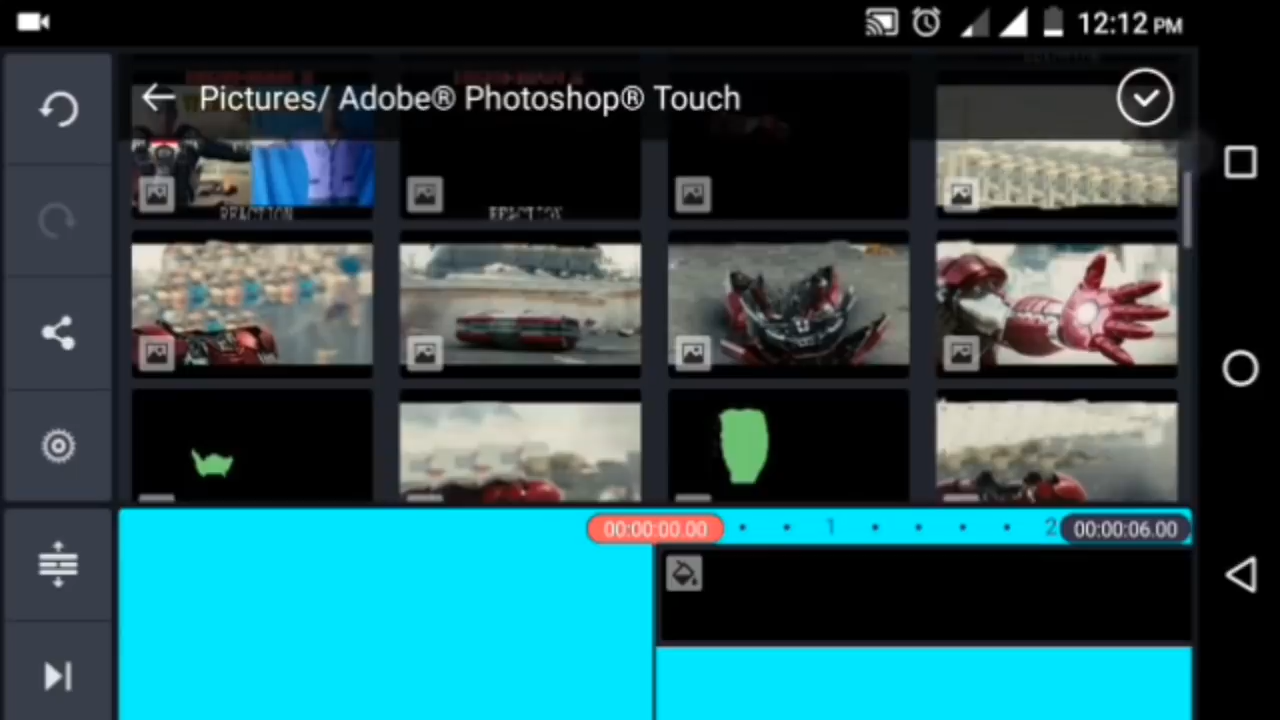 12:12 PM
Pictures/ Adobe® Photoshop® Touch
REACTION
REACTION
00:00:00.00
1
2
00:00:06.00